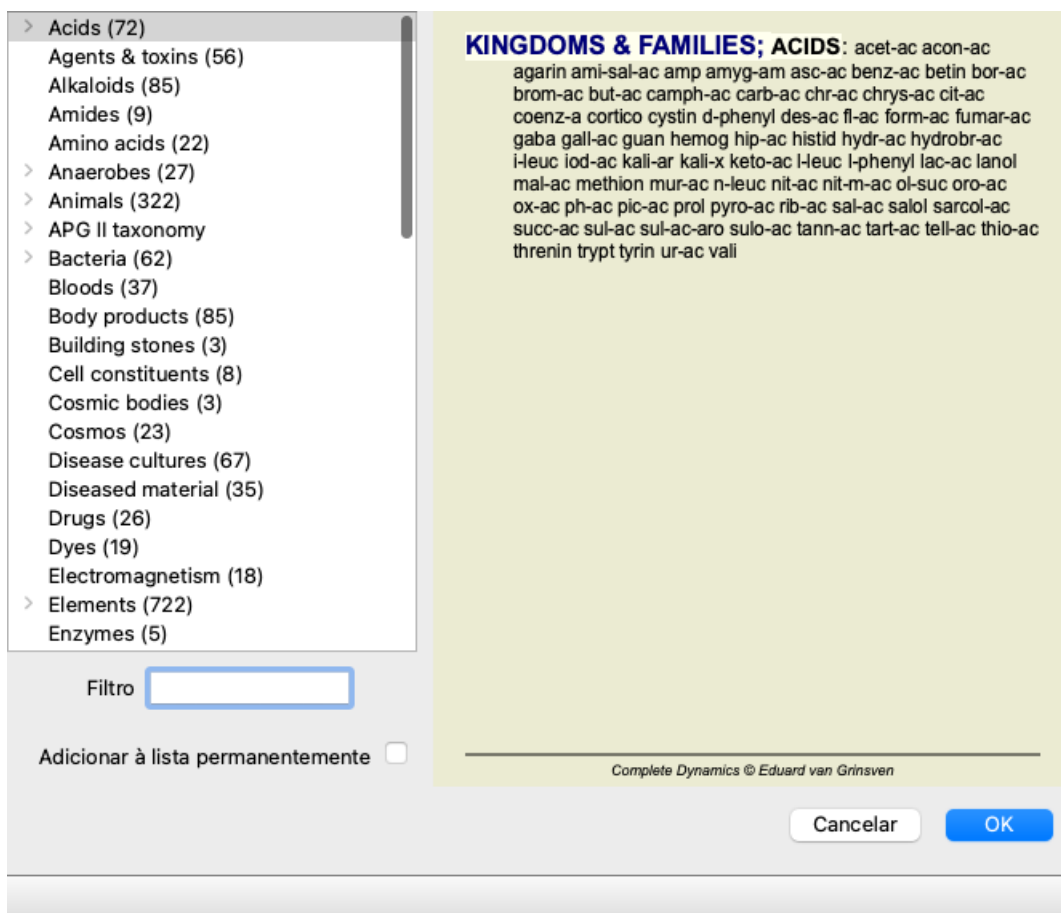 Acids (72)
Agents & toxins (56)
Alkaloids (85)
Amides (9)
Amino acids (22)
Anaerobes (27)
Animals (322)
APG II taxonomy
Bacteria (62)
Bloods (37)
Body products (85)
Building stones (3)
Cell constituents (8)
Cosmic bodies (3)
Cosmos (23)
Disease cultures (67)
Diseased material (35)
Drugs (26)
Dyes (19)
Electromagnetism (18)
Elements (722)
Enzymes (5)
Filtro
Adicionar à lista permanentemente
KINGDOMS & FAMILIES; ACIDS: acet-ac acon-ac
agarin ami-sal-ac amp amyg-am asc-ac benz-ac betin bor-ac
brom-ac but-ac camph-ac carb-ac chr-ac chrys-ac cit-ac
coenz-a cortico cystin d-phenyl des-ac fl-ac form-ac fumar-ac
gaba gall-ac guan hemog hip-ac histid hydr-ac hydrobr-ac
i-leuc iod-ac kali-ar kali-x keto-ac l-leuc l-phenyl lac-ac lanol
mal-ac methion mur-ac n-leuc nit-ac nit-m-ac ol-suc oro-ac
ox-ac ph-ac pic-ac prol pyro-ac rib-ac sal-ac salol sarcol-ac
succ-ac sul-ac sul-ac-aro sulo-ac tann-ac tart-ac tell-ac thio-ac
threnin trypt tyrin ur-ac vali
Complete Dynamics © Eduard van Grinsven
Cancelar
OK